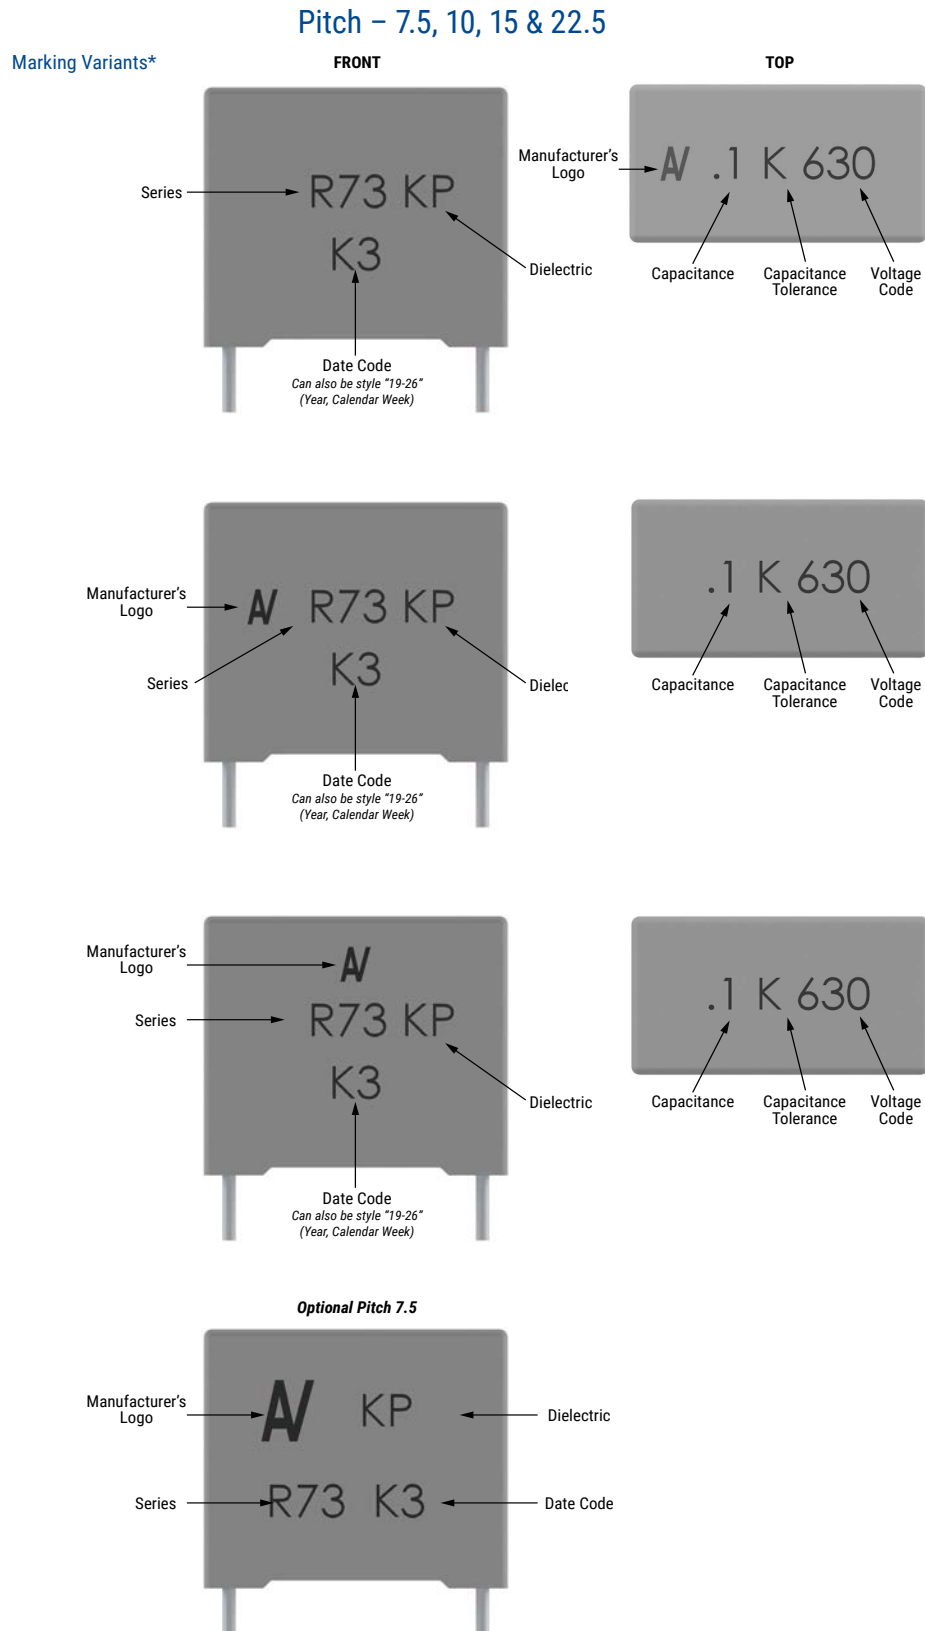 Pitch – 7.5, 10, 15 & 22.5
Marking Variants*
FRONT
TOP
Series
R73 KP
K3
Dielectric
Date Code
Can also be style "19-26"
(Year, Calendar Week)
Manufacturer's
Logo
.1 K 630
Capacitance
Capacitance
Tolerance
Voltage
Code
Manufacturer's
Logo
R73 KP
Series
K3
Dielec
Date Code
Can also be style "19-26"
(Year, Calendar Week)
.1 K 630
Capacitance
Capacitance
Tolerance
Voltage
Code
Manufacturer's
Logo
Series
R73 KP
K3
Dielectric
Date Code
Can also be style "19-26"
(Year, Calendar Week)
.1 K 630
Capacitance
Capacitance
Tolerance
Voltage
Code
Optional Pitch 7.5
Manufacturer's
Logo
KP
Dielectric
Series
R73 K3
Date Code